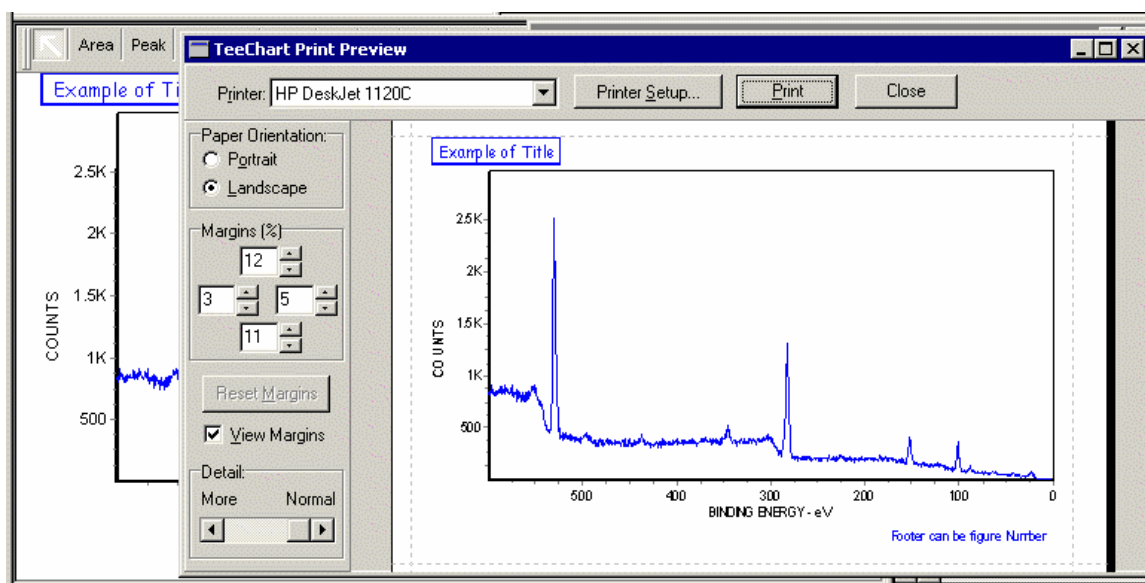 Area Peak
TeeChart Print Preview
Example of Ti
Printer: HP DeskJet 1120C
Printer Setup...
Print
Close
Paper Orientation:
Portrait
Landscape
Margins (%)
12
3 5
11
Reset Margins
View Margins
Detail:
More Normal
2.5K
2K
1.5K
1K
500
COUNTS
Example of Title
2.5K
2K
1.5K
1K
500
COUNTS
500 400 300 200 100 0
BINDING ENERGY - eV
Footer can be figure Number